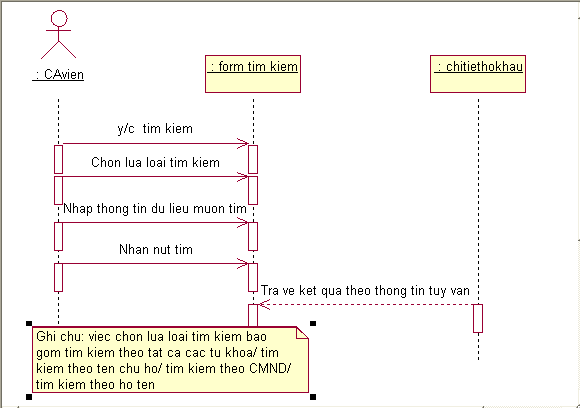 : CAvien
: form tim kiem
: chitiethokhau
y/c  tim kiem
Chon lua loai tim kiem
Nhap thong tin du lieu muon tim
Nhan nut tim
Tra ve ket qua theo thong tin tuy van
Ghi chu: viec chon lua loai tim kiem bao
gom tim kiem theo tat ca cac tu khoa/ tim
kiem theo ten chu ho/ tim kiem theo CMND/
tim kiem theo ho ten